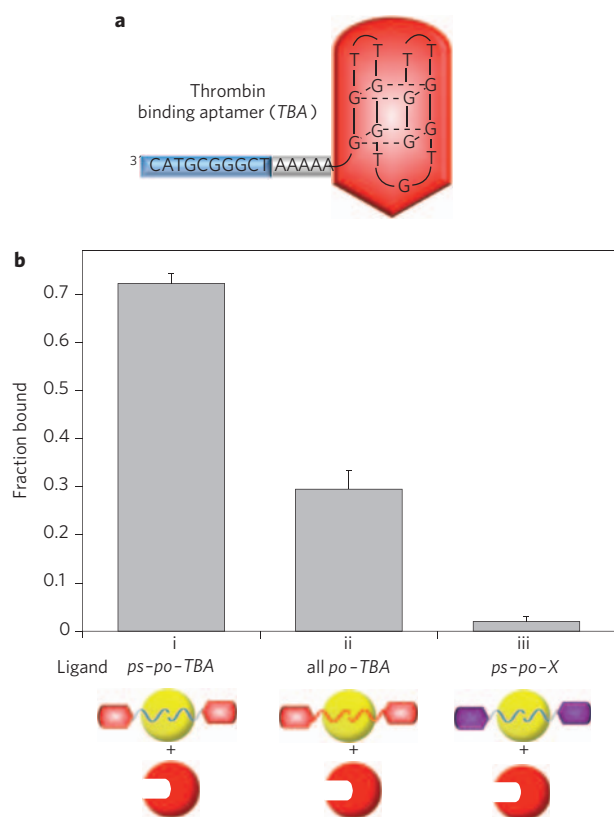 a
Thrombin
binding aptamer (TBA)
T T T T
G G G G
G G G G
T T
G
3' CATGCGGGCT AAAAA
b
Fraction bound
0.7
0.6
0.5
0.4
0.3
0.2
0.1
0
i ii iii
Ligand ps-po-TBA all po-TBA ps-po-X
+ + +